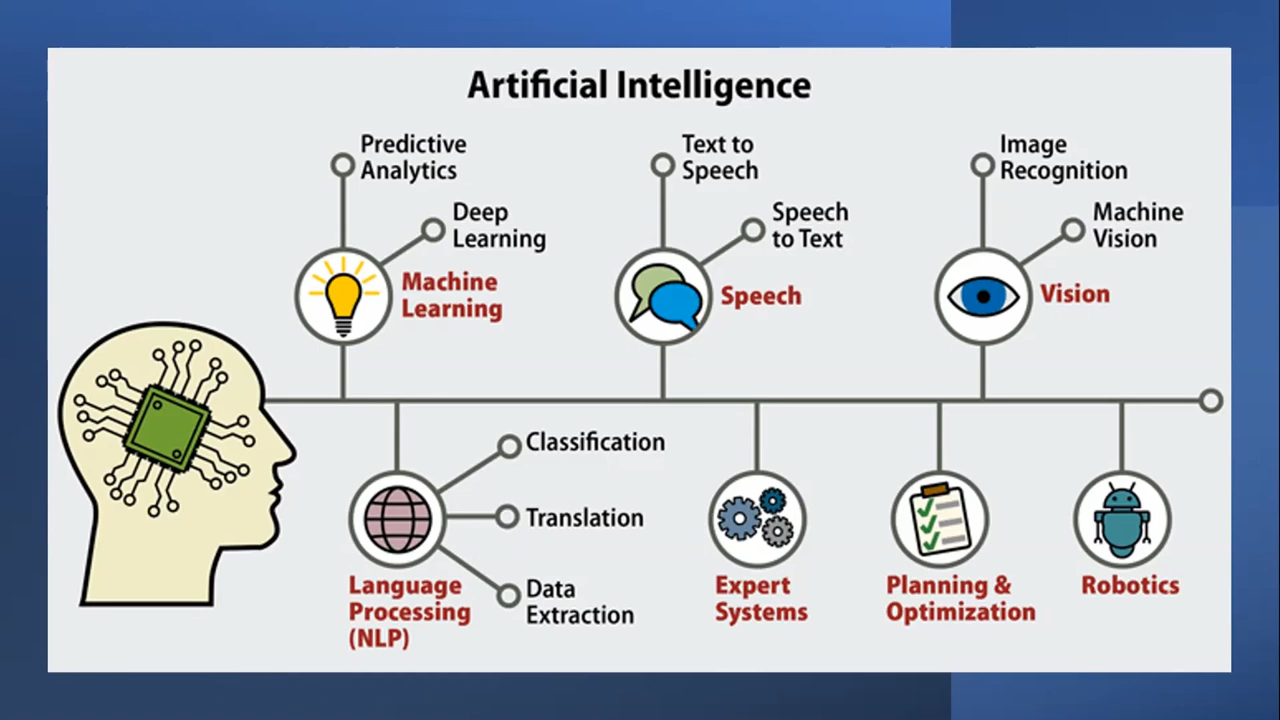 Artificial Intelligence
Predictive
Analytics
Deep
Learning
Machine
Learning
Text to
Speech
Speech
to Text
Speech
Image
Recognition
Machine
Vision
Vision
Classification
Translation
Data
Extraction
Language
Processing
(NLP)
Expert
Systems
Planning &
Optimization
Robotics